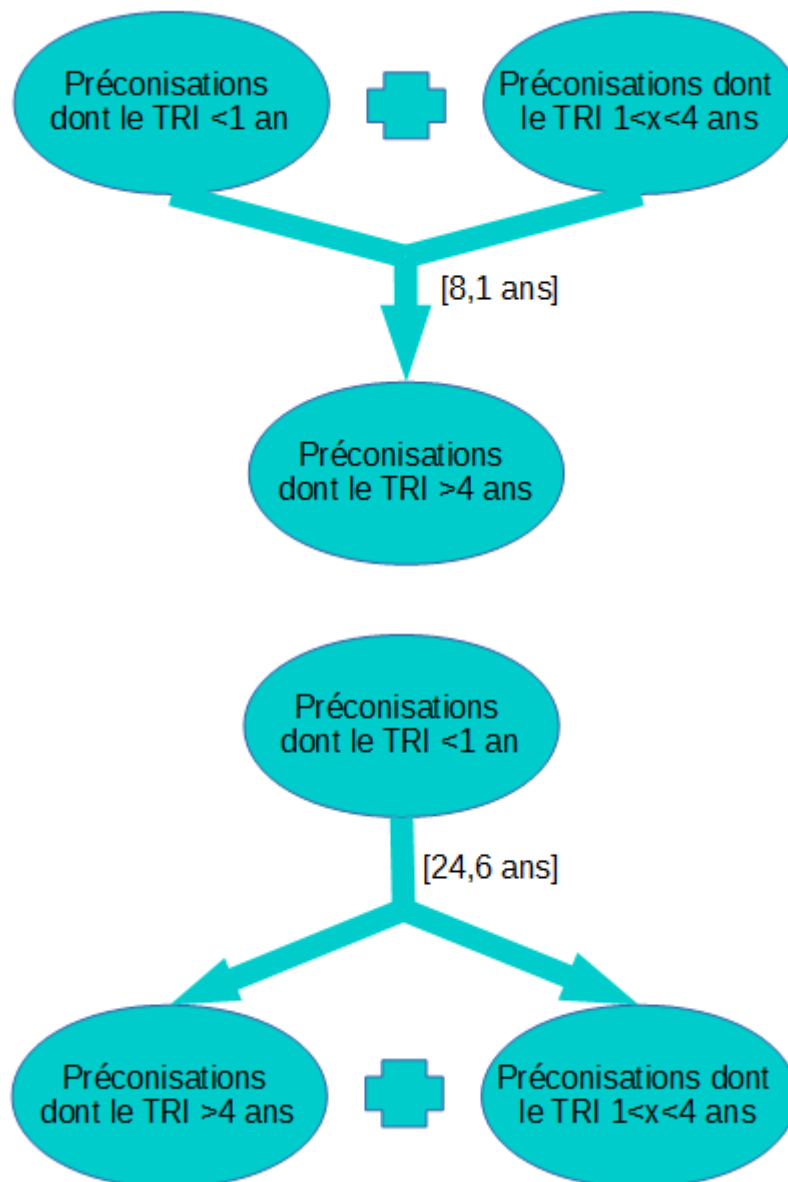 Préconisations
dont le TRI <1 an
Préconisations dont
le TRI 1<x<4 ans
[8,1 ans]
Préconisations
dont le TRI >4 ans
Préconisations
dont le TRI <1 an
[24,6 ans]
Préconisations
dont le TRI >4 ans
Préconisations dont
le TRI 1<x<4 ans